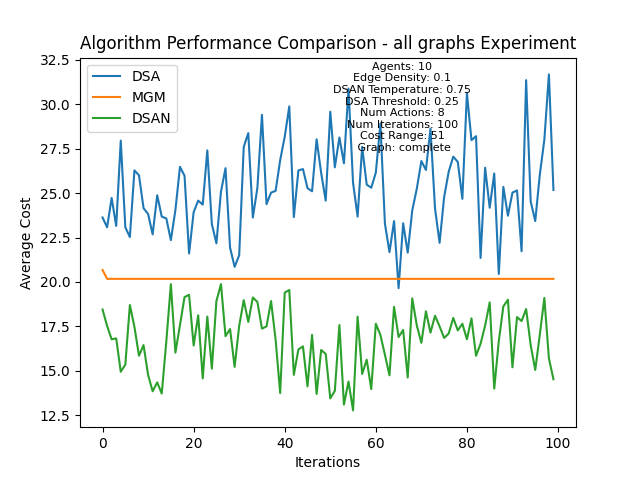 Algorithm Performance Comparison - all graphs Experiment
DSA
MGM
DSAN
Agents: 10
Edge Density: 0.1
DSAN Temperature: 0.75
DSA Threshold: 0.25
Num Actions: 8
Num Iterations: 100
Cost Range: 51
Graph: complete
Average Cost
32.5
30.0
27.5
25.0
22.5
20.0
17.5
15.0
12.5
0 20 40 60 80 100
Iterations